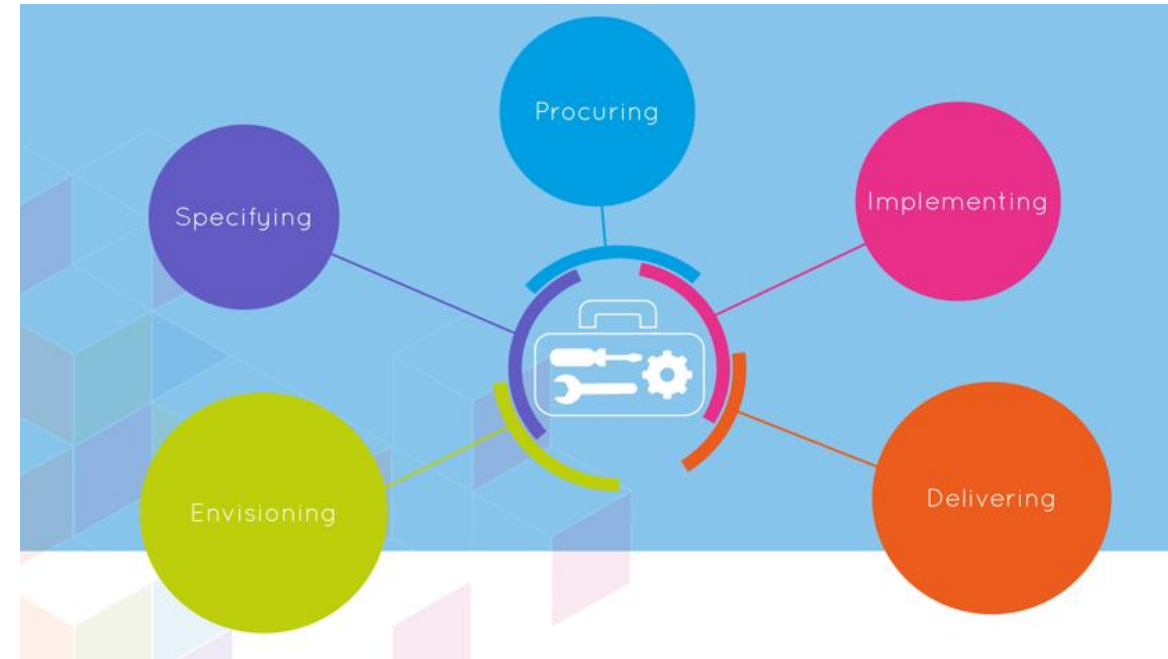 Procuring
Implementing
Specifying
Envisioning
Delivering